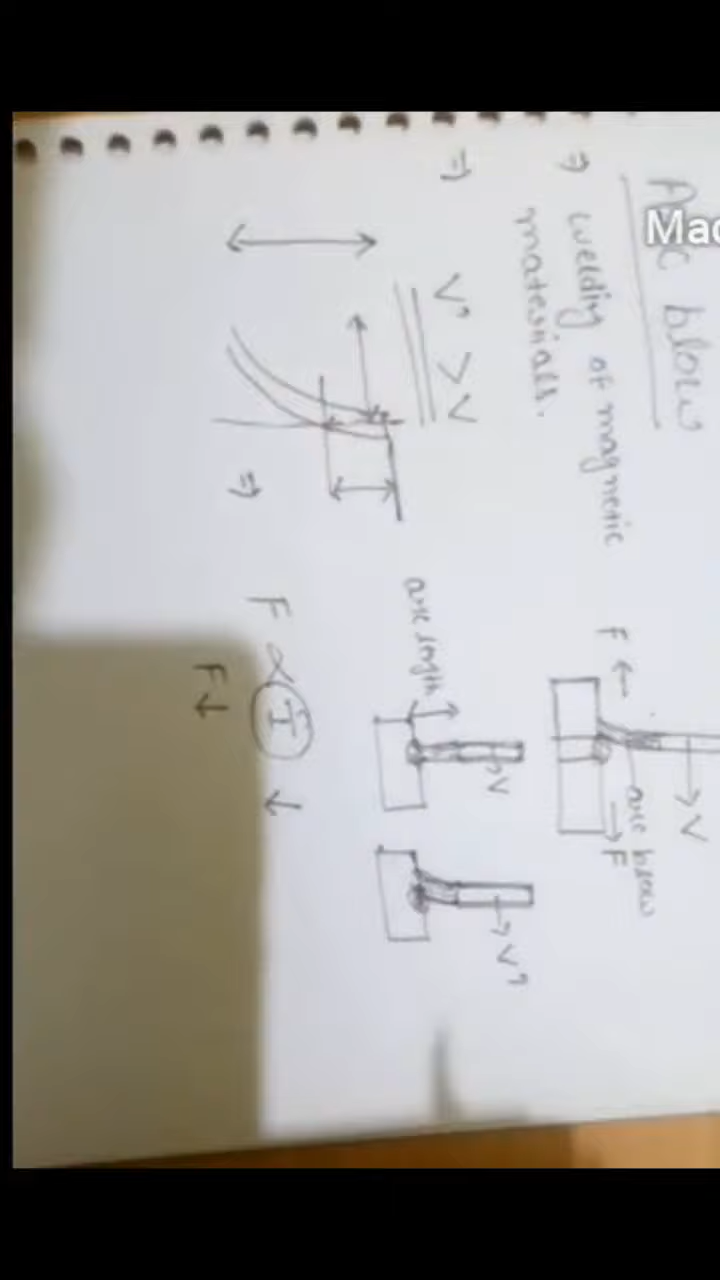 Arc blow
Mac
⇒ welding of magnetic
materials.
F ←
→ V
arc blow
→ F
⇒ V' > V
arc length
→ V
→ V'
⇒ F ∝ I ↓
F↓